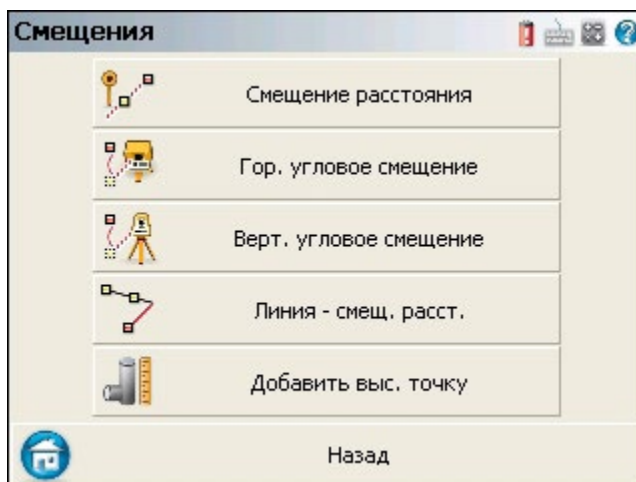 Смещения
Смещение расстояния
Гор. угловое смещение
Верт. угловое смещение
Линия - смещ. расст.
Добавить выс. точку
Назад